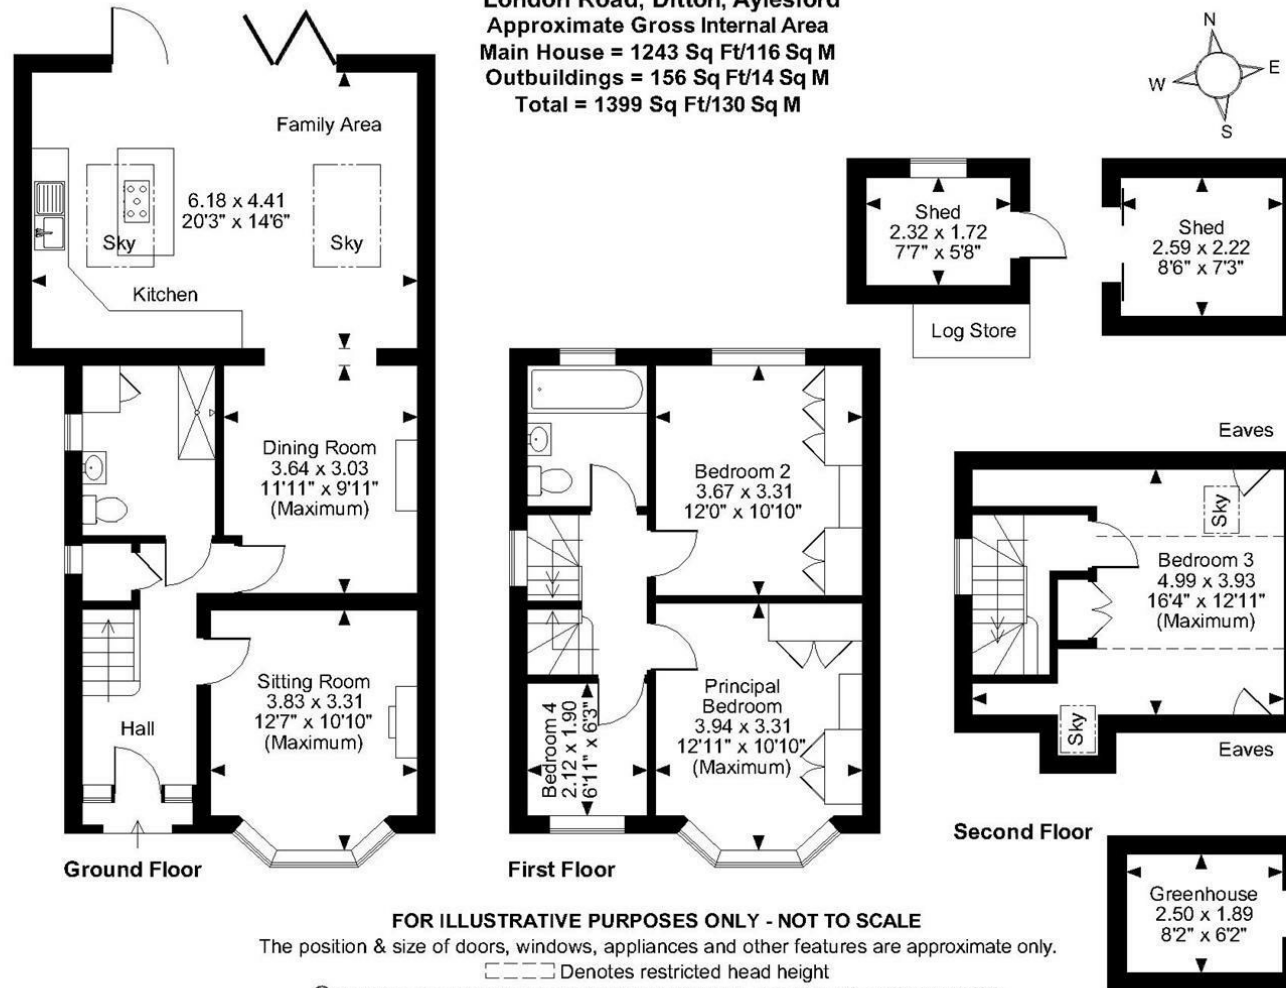 London Road, Ditton, Aylesford
Approximate Gross Internal Area
Main House = 1243 Sq Ft/116 Sq M
Outbuildings = 156 Sq Ft/14 Sq M
Total = 1399 Sq Ft/130 Sq M
N
W
E
S
Family Area
6.18 x 4.41
20'3" x 14'6"
Sky
Sky
Kitchen
Dining Room
3.64 x 3.03
11'11" x 9'11"
(Maximum)
Sitting Room
3.83 x 3.31
12'7" x 10'10"
(Maximum)
Hall
Ground Floor
Bedroom 2
3.67 x 3.31
12'0" x 10'10"
Principal
Bedroom
3.94 x 3.31
12'11" x 10'10"
(Maximum)
Bedroom 4
2.12 x 1.90
6'11" x 6'3"
First Floor
Shed
2.32 x 1.72
7'7" x 5'8"
Log Store
Shed
2.59 x 2.22
8'6" x 7'3"
Eaves
Sky
Bedroom 3
4.99 x 3.93
16'4" x 12'11"
(Maximum)
Sky
Eaves
Second Floor
Greenhouse
2.50 x 1.89
8'2" x 6'2"
FOR ILLUSTRATIVE PURPOSES ONLY - NOT TO SCALE
The position & size of doors, windows, appliances and other features are approximate only.
Denotes restricted head height